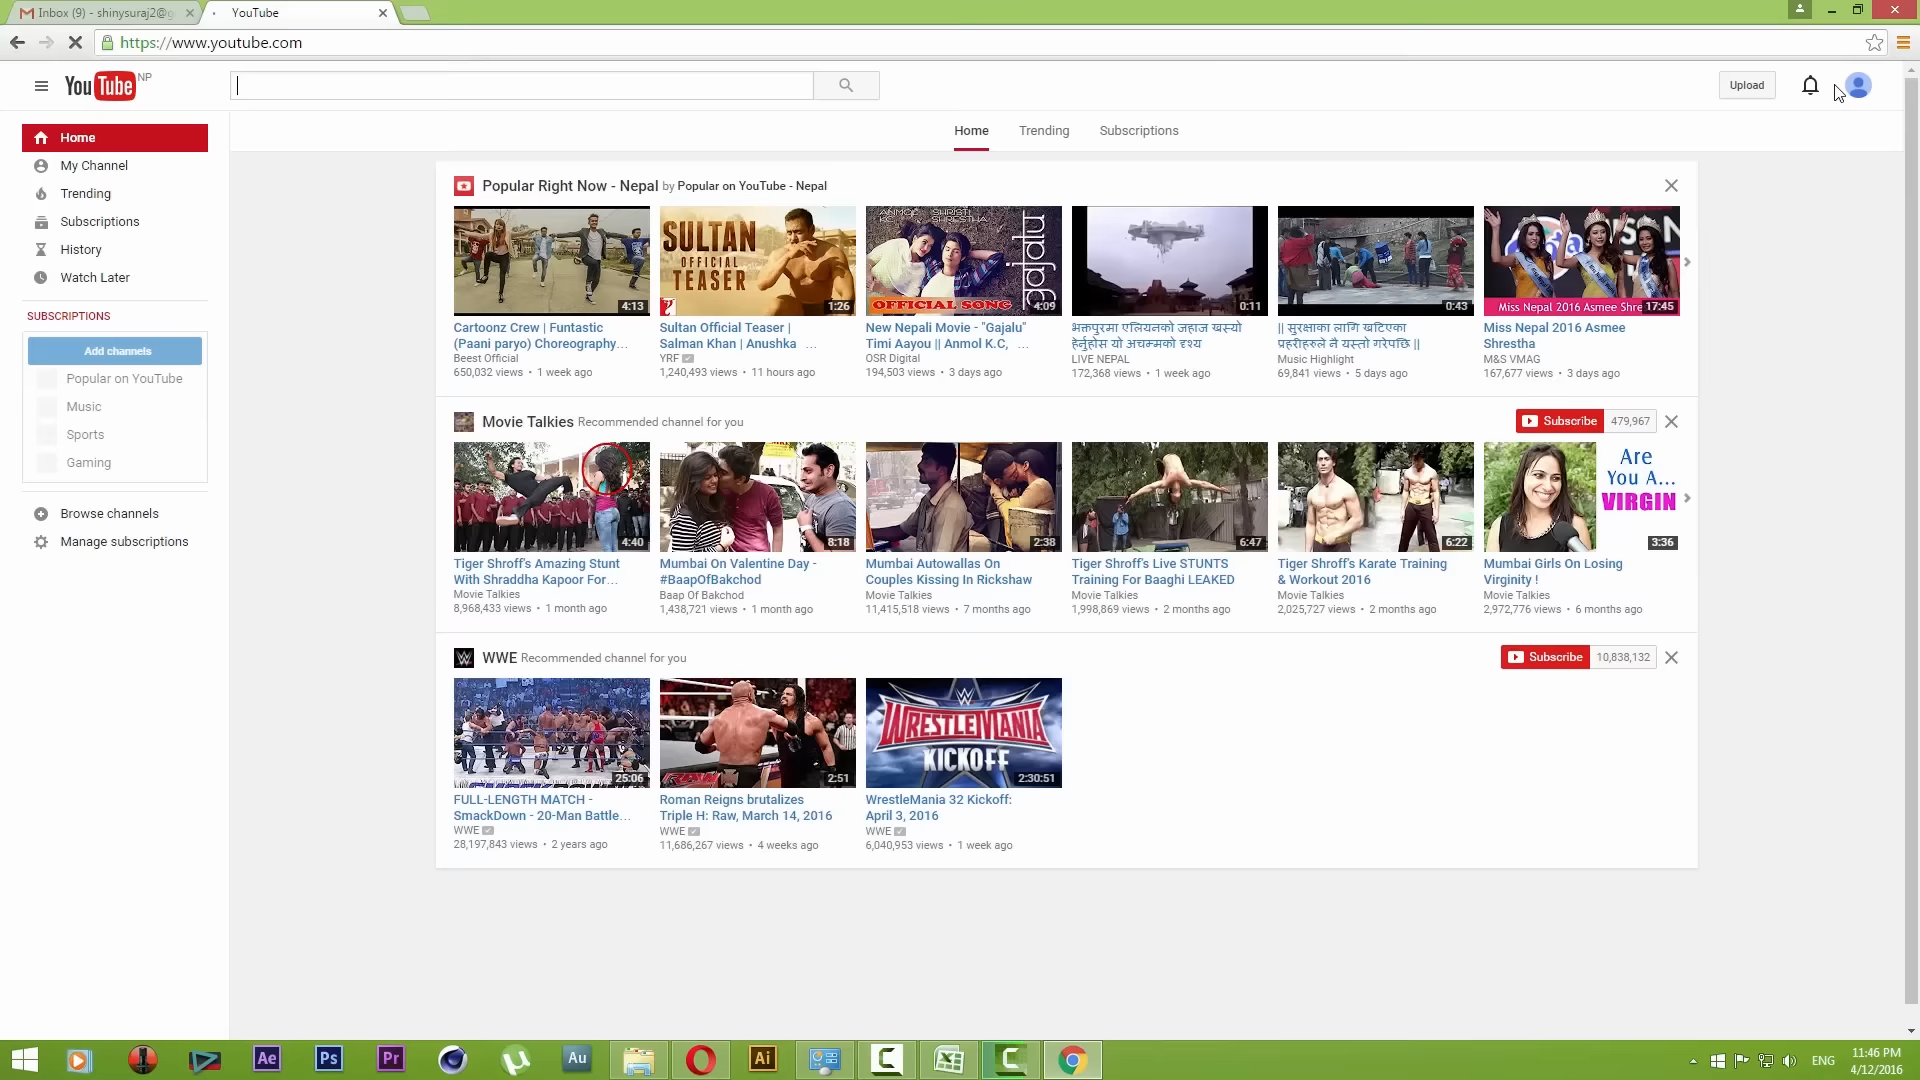 Inbox (9) - shinysuraj2@g
YouTube
https://www.youtube.com
YouTube NP
Upload
Home
My Channel
Trending
Subscriptions
History
Watch Later
SUBSCRIPTIONS
Add channels
Popular on YouTube
Music
Sports
Gaming
Browse channels
Manage subscriptions
Home Trending Subscriptions
Popular Right Now - Nepal by Popular on YouTube - Nepal
4:13
SULTAN
OFFICIAL
TEASER
1:26
ANMOL K.C. SHRISTI SHRESTHA
gajalu
OFFICIAL SONG
4:09
0:11
0:43
Miss Nepal 2016 Asmee Shre
17:45
Cartoonz Crew | Funtastic
(Paani paryo) Choreography...
Beest Official
650,032 views • 1 week ago
Sultan Official Teaser |
Salman Khan | Anushka ...
YRF
1,240,493 views • 11 hours ago
New Nepali Movie - "Gajalu"
Timi Aayou || Anmol K.C, ...
OSR Digital
194,503 views • 3 days ago
भक्तपुरमा एलियनको जहाज खस्यो
हेर्नुहोस यो अचम्मको दृश्य
LIVE NEPAL
172,368 views • 1 week ago
|| सुरक्षाका लागि खटिएका
प्रहरीहरुले नै यस्तो गरेपछि ||
Music Highlight
69,841 views • 5 days ago
Miss Nepal 2016 Asmee
Shrestha
M&S VMAG
167,677 views • 3 days ago
Movie Talkies Recommended channel for you
Subscribe 479,967
4:40
8:18
2:38
6:47
6:22
Are
You A...
VIRGIN
3:36
Tiger Shroff's Amazing Stunt
With Shraddha Kapoor For...
Movie Talkies
8,968,433 views • 1 month ago
Mumbai On Valentine Day -
#BaapOfBakchod
Baap Of Bakchod
1,438,721 views • 1 month ago
Mumbai Autowallas On
Couples Kissing In Rickshaw
Movie Talkies
11,415,518 views • 7 months ago
Tiger Shroff's Live STUNTS
Training For Baaghi LEAKED
Movie Talkies
1,998,869 views • 2 months ago
Tiger Shroff's Karate Training
& Workout 2016
Movie Talkies
2,025,727 views • 2 months ago
Mumbai Girls On Losing
Virginity !
Movie Talkies
2,972,776 views • 6 months ago
WWE Recommended channel for you
Subscribe 10,838,132
25:06
RAW
2:51
WRESTLEMANIA
KICKOFF
2:30:51
FULL-LENGTH MATCH -
SmackDown - 20-Man Battle...
WWE
28,197,843 views • 2 years ago
Roman Reigns brutalizes
Triple H: Raw, March 14, 2016
WWE
11,686,267 views • 4 weeks ago
WrestleMania 32 Kickoff:
April 3, 2016
WWE
6,040,953 views • 1 week ago
Ae
Ps
Pr
Au
Ai
ENG
11:46 PM
4/12/2016